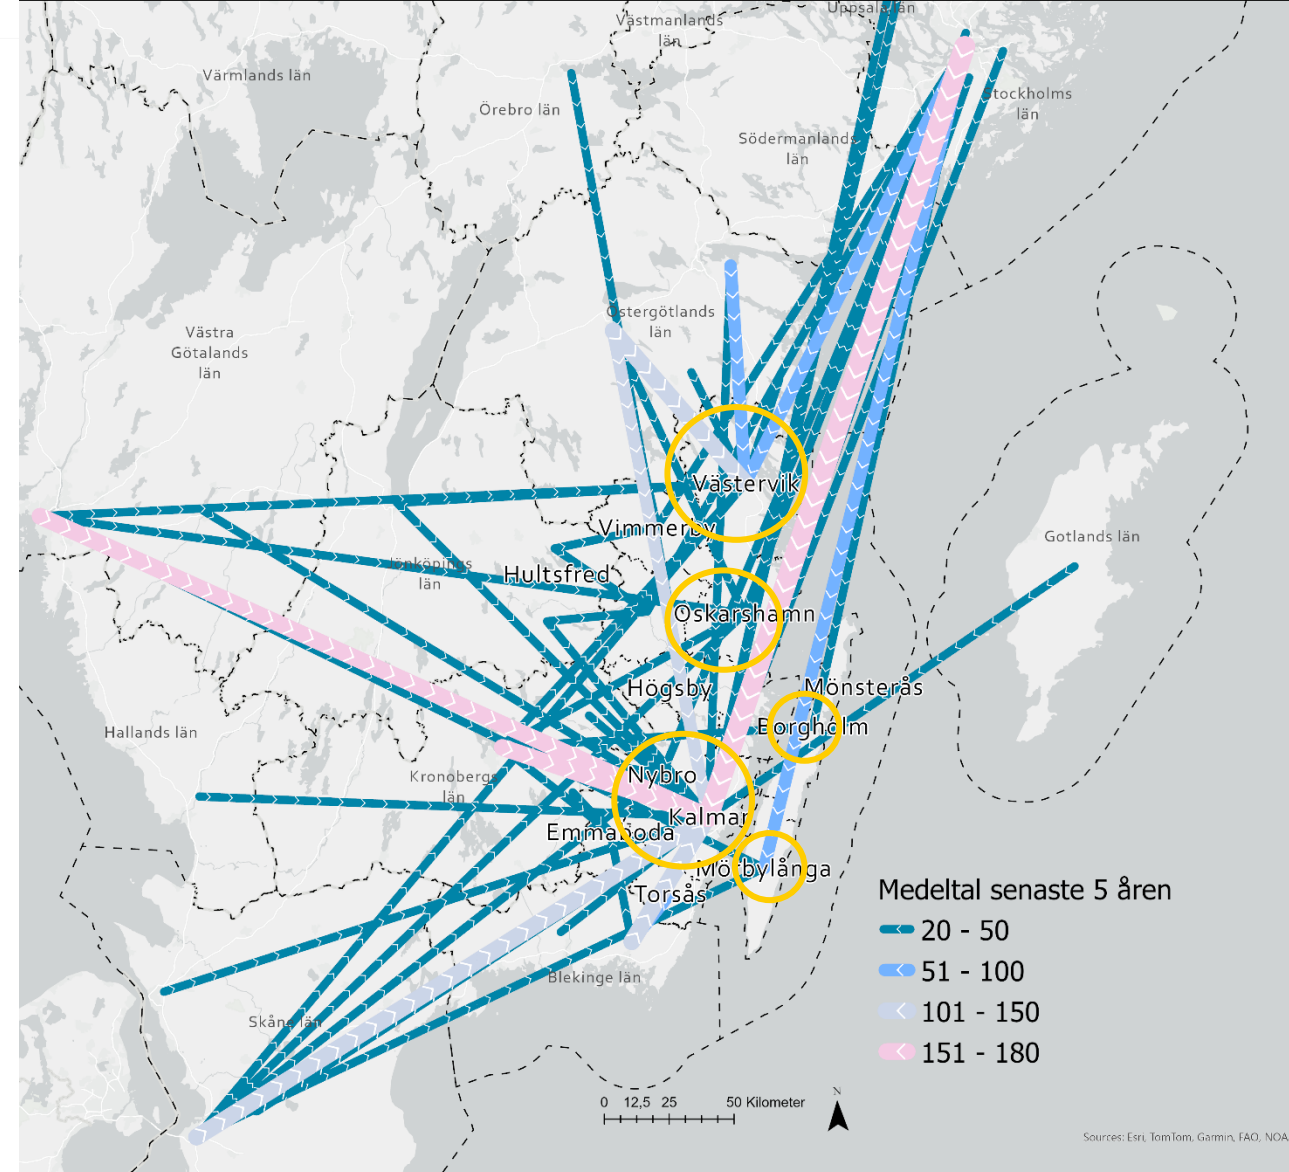 Uppsala län
Västmanlands
län
Värmlands län
Örebro län
Stockholms
län
Södermanlands
län
Östergötlands
län
Västra
Götalands
län
Västervik
Vimmerby
Gotlands län
Jönköpings
län
Hultsfred
Oskarshamn
Högsby
Mönsterås
Borgholm
Hallands län
Kronobergs
län
Nybro
Kalmar
Emmaboda
Mörbylånga
Torsås
Medeltal senaste 5 åren
20 - 50
51 - 100
101 - 150
151 - 180
Blekinge län
Skåne län
N
0 12,5 25 50 Kilometer
Sources: Esri, TomTom, Garmin, FAO, NOA